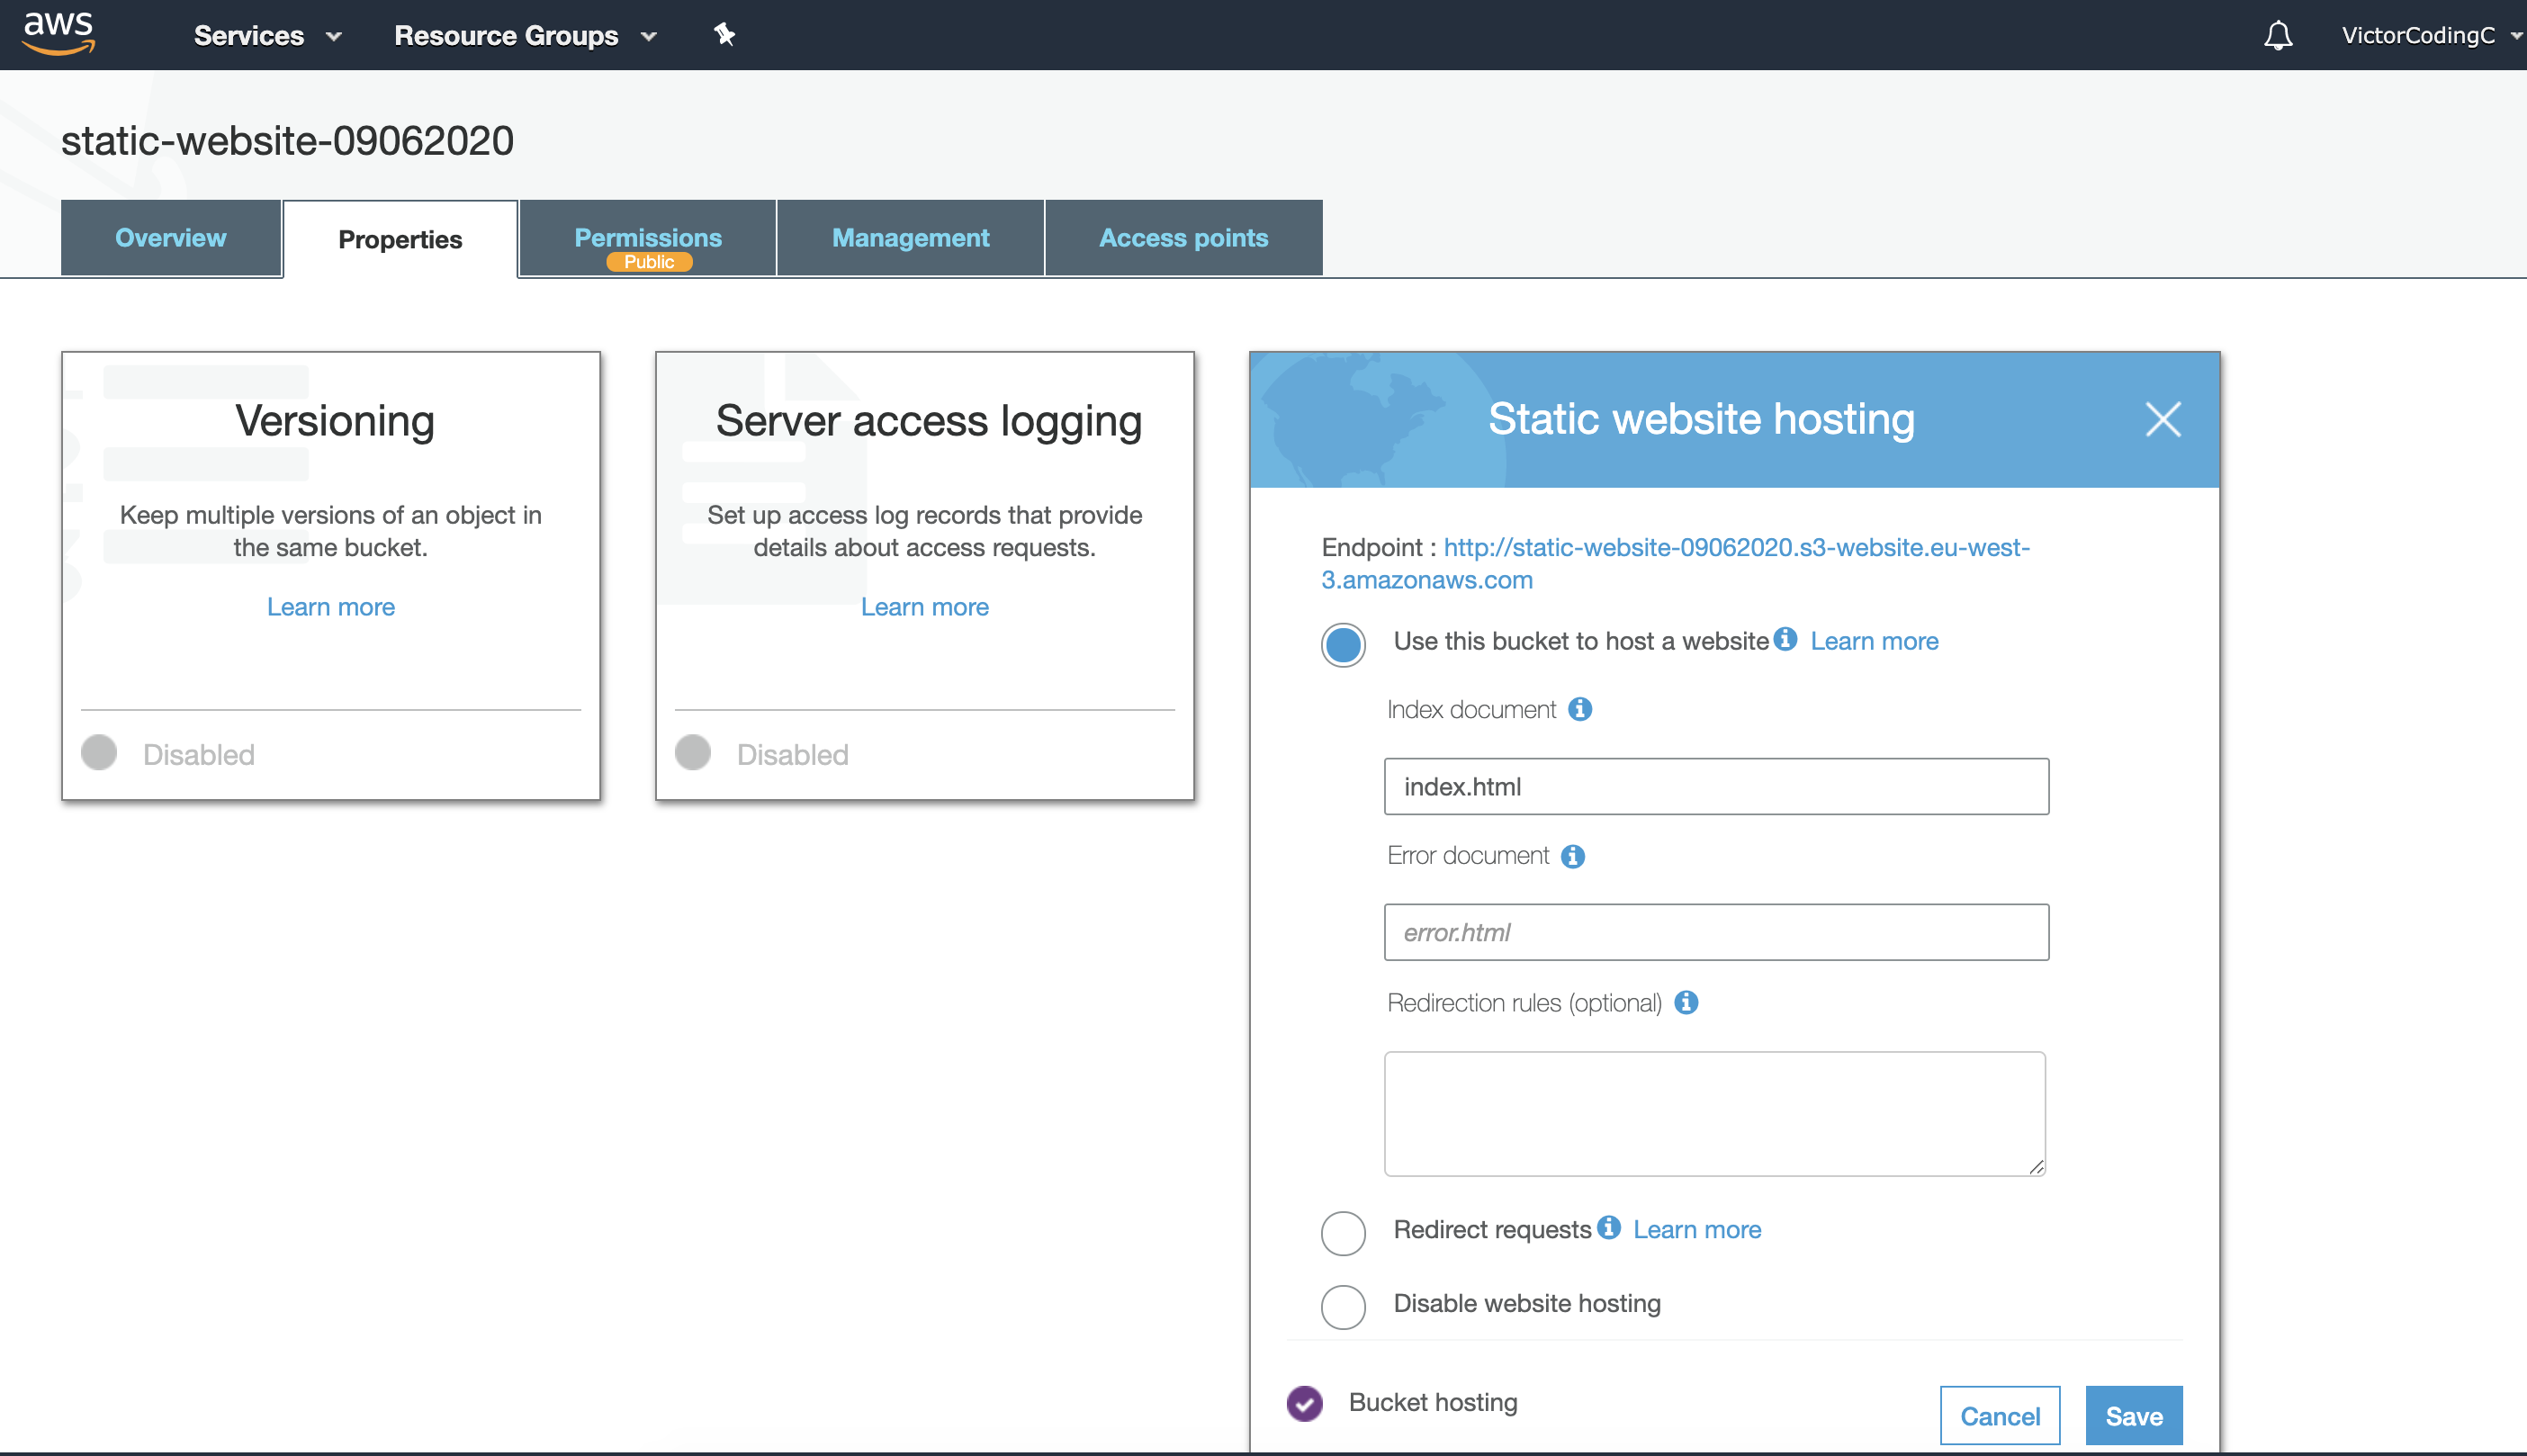 aws
Services
Resource Groups
VictorCodingC
static-website-09062020
Overview
Properties
Permissions
Public
Management
Access points
Versioning
Keep multiple versions of an object in
the same bucket.
Learn more
Disabled
Server access logging
Set up access log records that provide
details about access requests.
Learn more
Disabled
Static website hosting
Endpoint : http://static-website-09062020.s3-website.eu-west-
3.amazonaws.com
Use this bucket to host a website Learn more
Index document
index.html
Error document
error.html
Redirection rules (optional)
Redirect requests Learn more
Disable website hosting
Bucket hosting
Cancel
Save